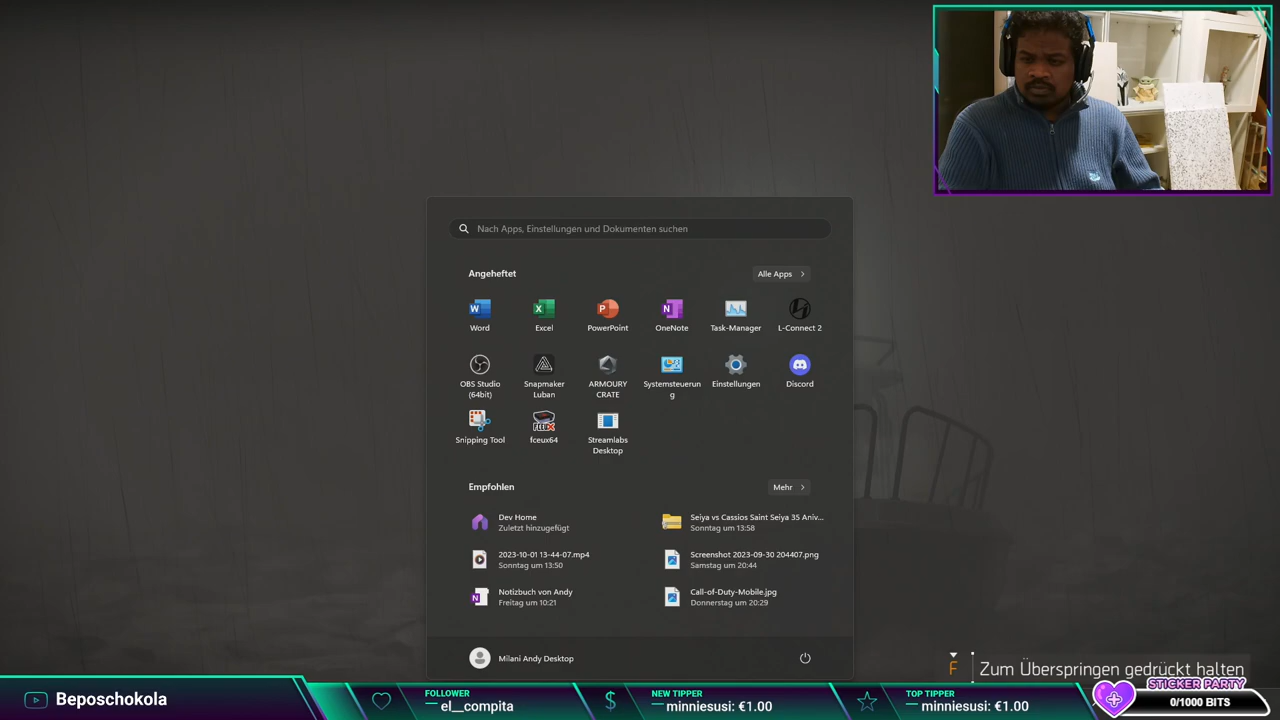 Nach Apps, Einstellungen und Dokumenten suchen
Angeheftet
Alle Apps
Word
Excel
PowerPoint
OneNote
Task-Manager
L-Connect 2
OBS Studio
(64bit)
Snapmaker
Luban
ARMOURY
CRATE
Systemsteuerun
g
Einstellungen
Discord
Snipping Tool
fceux64
Streamlabs
Desktop
Empfohlen
Mehr
Dev Home
Zuletzt hinzugefügt
Seiya vs Cassios Saint Seiya 35 Aniv...
Sonntag um 13:58
2023-10-01 13-44-07.mp4
Sonntag um 13:50
Screenshot 2023-09-30 204407.png
Samstag um 20:44
Notizbuch von Andy
Freitag um 10:21
Call-of-Duty-Mobile.jpg
Donnerstag um 20:29
Milani Andy Desktop
F Zum Überspringen gedrückt halten
Beposchokola
FOLLOWER
el__compita
NEW TIPPER
minniesusi: €1.00
TOP TIPPER
minniesusi: €1.00
STICKER PARTY
0/1000 BITS